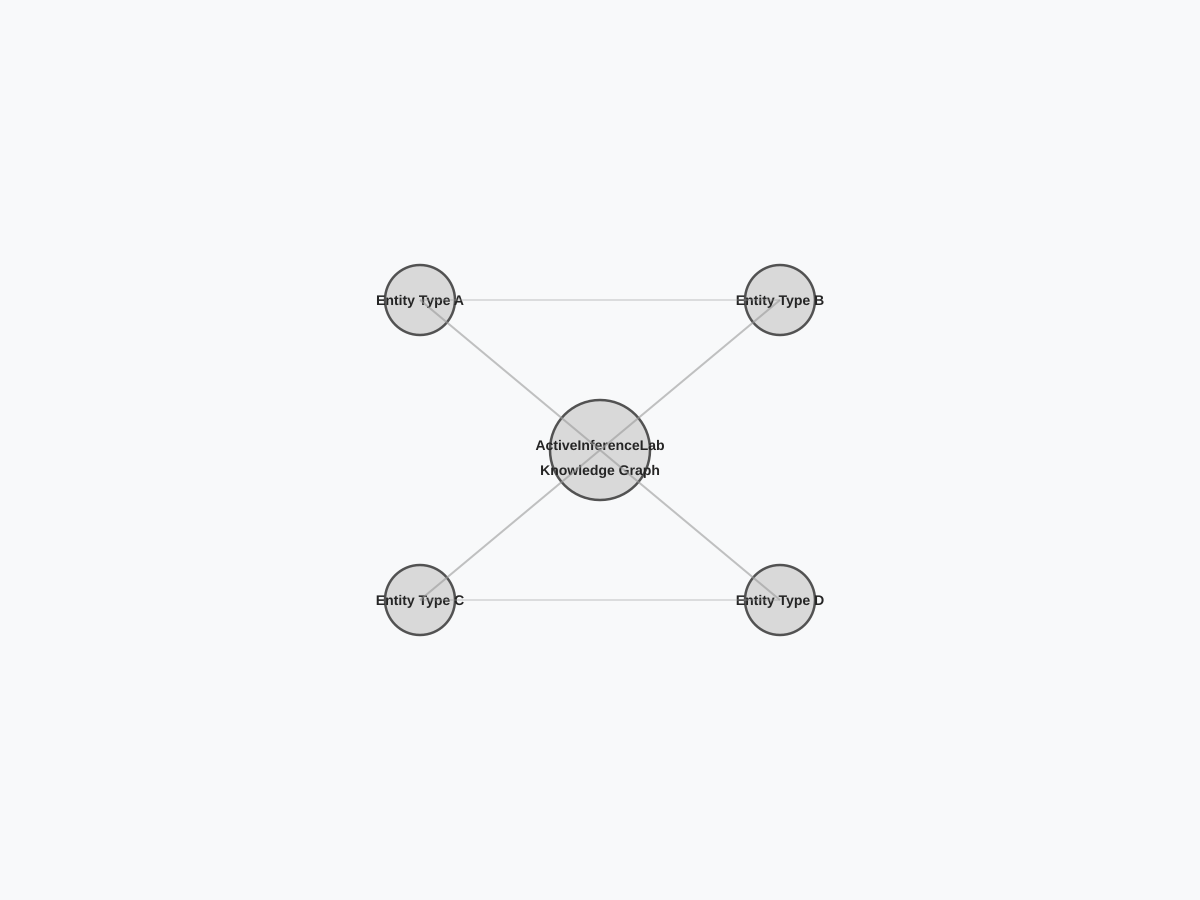 Entity Type A
Entity Type B
ActiveInferenceLab
Knowledge Graph
Entity Type C
Entity Type D